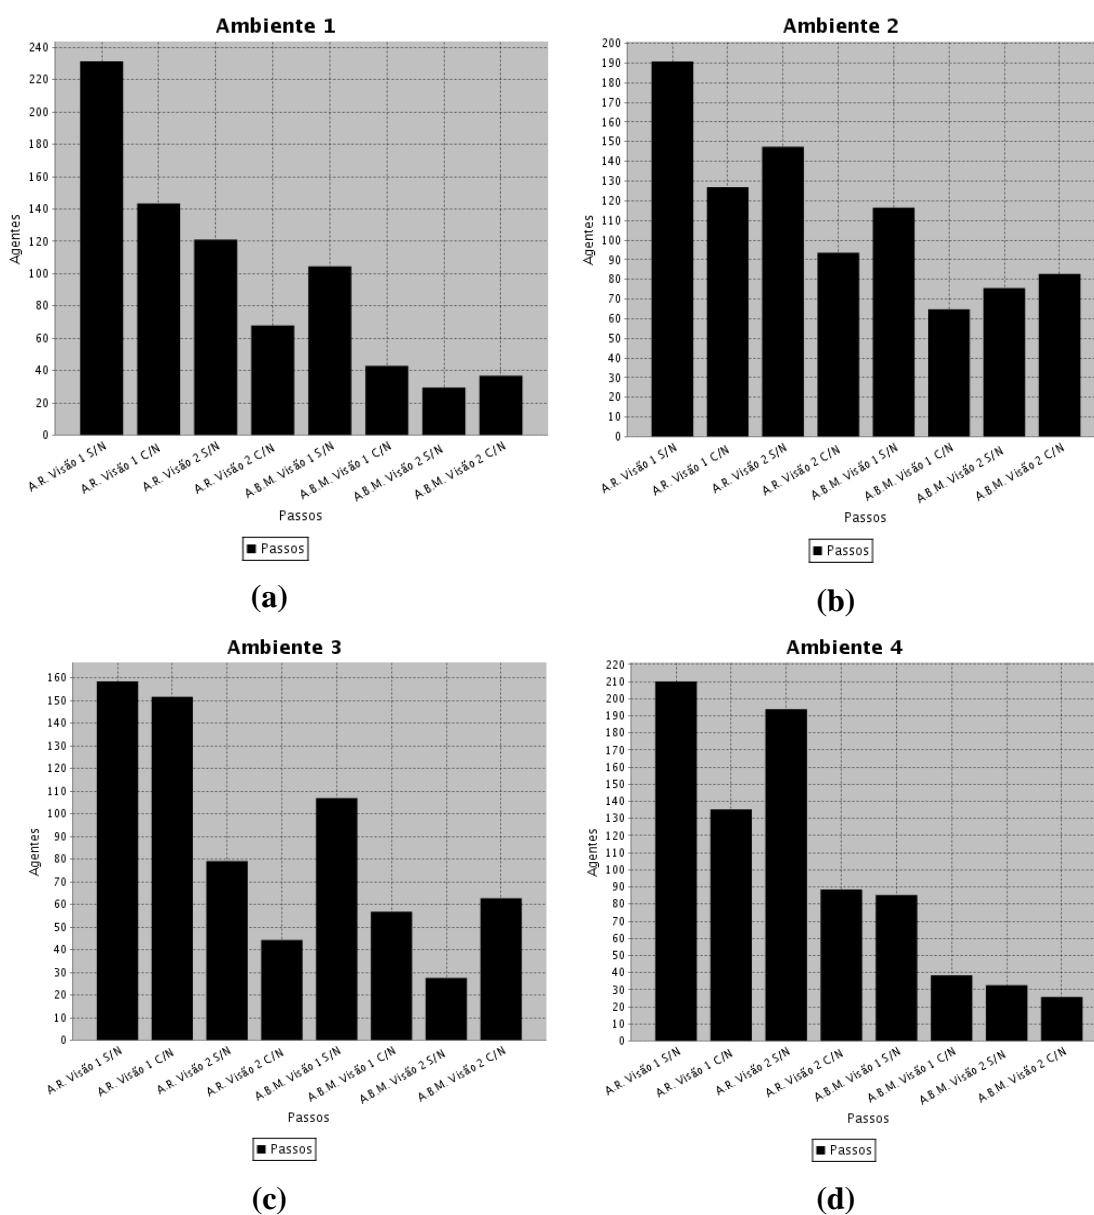 Ambiente 1
240
220
200
180
160
140
120
100
80
60
40
20
0
Agentes
A.R. Visão 1 S/N
A.R. Visão 1 C/N
A.R. Visão 2 S/N
A.R. Visão 2 C/N
A.B.M. Visão 1 S/N
A.B.M. Visão 1 C/N
A.B.M. Visão 2 S/N
A.B.M. Visão 2 C/N
Passos
Passos
(a)
Ambiente 2
200
190
180
170
160
150
140
130
120
110
100
90
80
70
60
50
40
30
20
10
0
Agentes
A.R. Visão 1 S/N
A.R. Visão 1 C/N
A.R. Visão 2 S/N
A.R. Visão 2 C/N
A.B.M. Visão 1 S/N
A.B.M. Visão 1 C/N
A.B.M. Visão 2 S/N
A.B.M. Visão 2 C/N
Passos
Passos
(b)
Ambiente 3
160
150
140
130
120
110
100
90
80
70
60
50
40
30
20
10
0
Agentes
A.R. Visão 1 S/N
A.R. Visão 1 C/N
A.R. Visão 2 S/N
A.R. Visão 2 C/N
A.B.M. Visão 1 S/N
A.B.M. Visão 1 C/N
A.B.M. Visão 2 S/N
A.B.M. Visão 2 C/N
Passos
Passos
(c)
Ambiente 4
220
210
200
190
180
170
160
150
140
130
120
110
100
90
80
70
60
50
40
30
20
10
0
Agentes
A.R. Visão 1 S/N
A.R. Visão 1 C/N
A.R. Visão 2 S/N
A.R. Visão 2 C/N
A.B.M. Visão 1 S/N
A.B.M. Visão 1 C/N
A.B.M. Visão 2 S/N
A.B.M. Visão 2 C/N
Passos
Passos
(d)